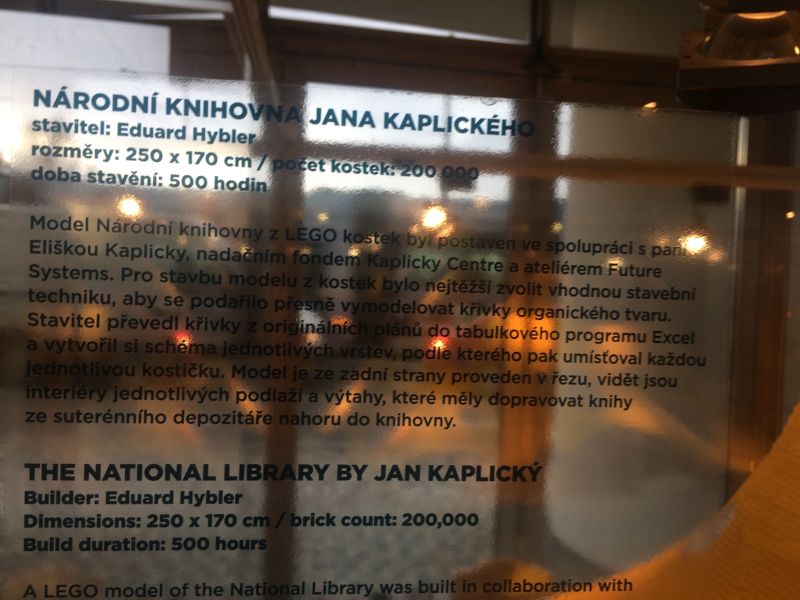 NÁRODNÍ KNIHOVNA JANA KAPLICKÉHO
stavitel: Eduard Hybler
rozměry: 250 x 170 cm / počet kostek: 200 000
doba stavění: 500 hodin
Model Národní knihovny z LEGO kostek byl postaven ve spolupráci s paní
Eliškou Kaplicky, nadačním fondem Kaplicky Centre a ateliérem Future
Systems. Pro stavbu modelu z kostek bylo nejtěžší zvolit vhodnou stavební
techniku, aby se podařilo přesně vymodelovat křivky organického tvaru.
Stavitel převedl křivky z originálních plánů do tabulkového programu Excel
a vytvořil si schéma jednotlivých vrstev, podle kterého pak umísťoval každou
jednotlivou kostičku. Model je ze zadní strany proveden v řezu, vidět jsou
interiéry jednotlivých podlaží a výtahy, které měly dopravovat knihy
ze suterénního depozitáře nahoru do knihovny.
THE NATIONAL LIBRARY BY JAN KAPLICKÝ
Builder: Eduard Hybler
Dimensions: 250 x 170 cm / brick count: 200,000
Build duration: 500 hours
A LEGO model of the National Library was built in collaboration with